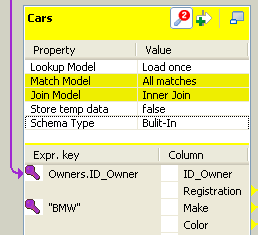 Cars
2
Property Value
Lookup Model Load once
Match Model All matches
Join Model Inner Join
Store temp data false
Schema Type Bulit-In
Expr. key Column
Owners.ID_Owner ID_Owner
Registration
"BMW" Make
Color